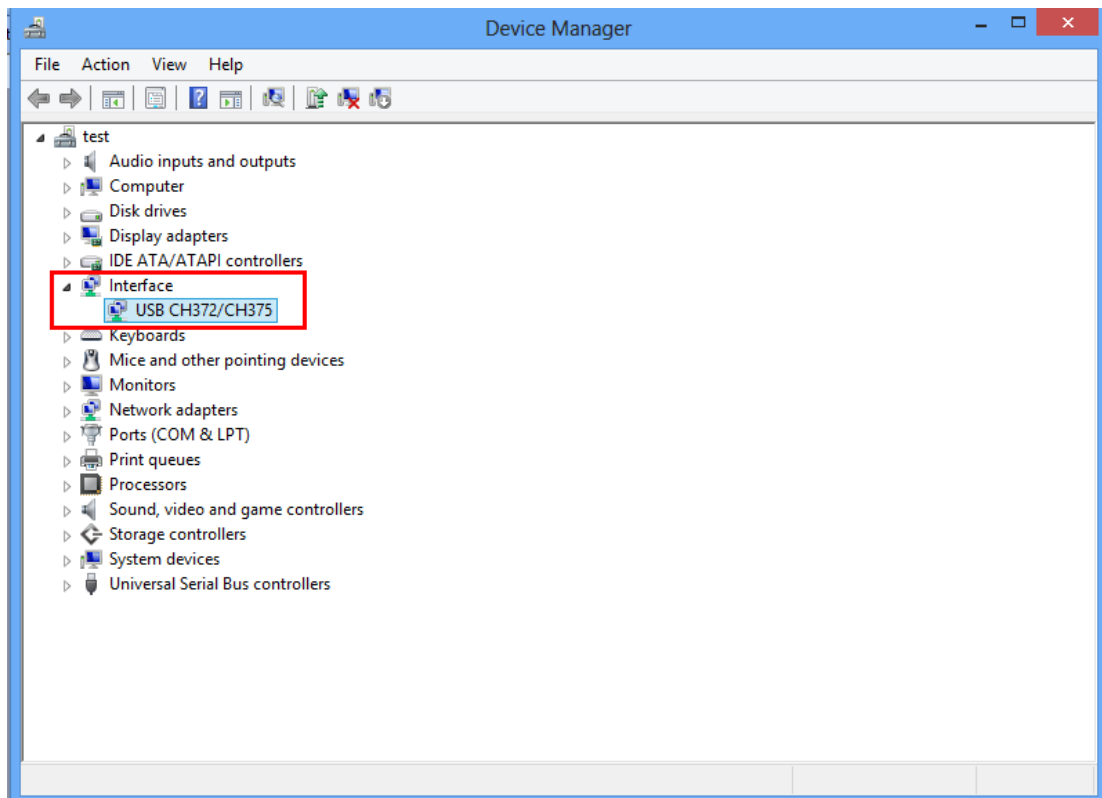 Device Manager
File Action View Help
test
Audio inputs and outputs
Computer
Disk drives
Display adapters
IDE ATA/ATAPI controllers
Interface
USB CH372/CH375
Keyboards
Mice and other pointing devices
Monitors
Network adapters
Ports (COM & LPT)
Print queues
Processors
Sound, video and game controllers
Storage controllers
System devices
Universal Serial Bus controllers